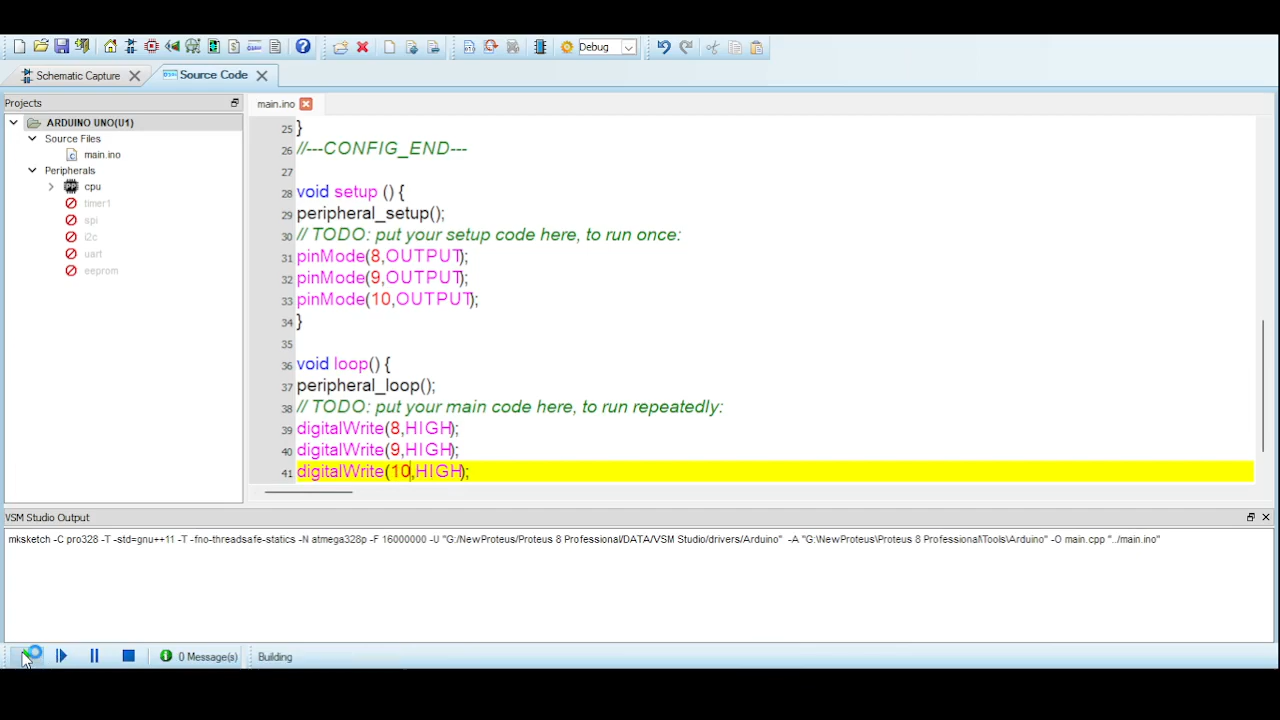 Debug
Schematic Capture
Source Code
Projects
main.ino
ARDUINO UNO(U1)
Source Files
main.ino
Peripherals
cpu
timer1
spi
i2c
uart
eeprom
25 }
26 //---CONFIG_END---
27
28 void setup () {
29 peripheral_setup();
30 // TODO: put your setup code here, to run once:
31 pinMode(8,OUTPUT);
32 pinMode(9,OUTPUT);
33 pinMode(10,OUTPUT);
34 }
35
36 void loop() {
37 peripheral_loop();
38 // TODO: put your main code here, to run repeatedly:
39 digitalWrite(8,HIGH);
40 digitalWrite(9,HIGH);
41 digitalWrite(10,HIGH);
VSM Studio Output
mksketch -C pro328 -T -std=gnu++11 -T -fno-threadsafe-statics -N atmega328p -F 16000000 -U "G:/NewProteus/Proteus 8 Professional/DATA/VSM Studio/drivers/Arduino" -A "G:\NewProteus\Proteus 8 Professional\Tools\Arduino" -O main.cpp "../main.ino"
0 Message(s)
Building